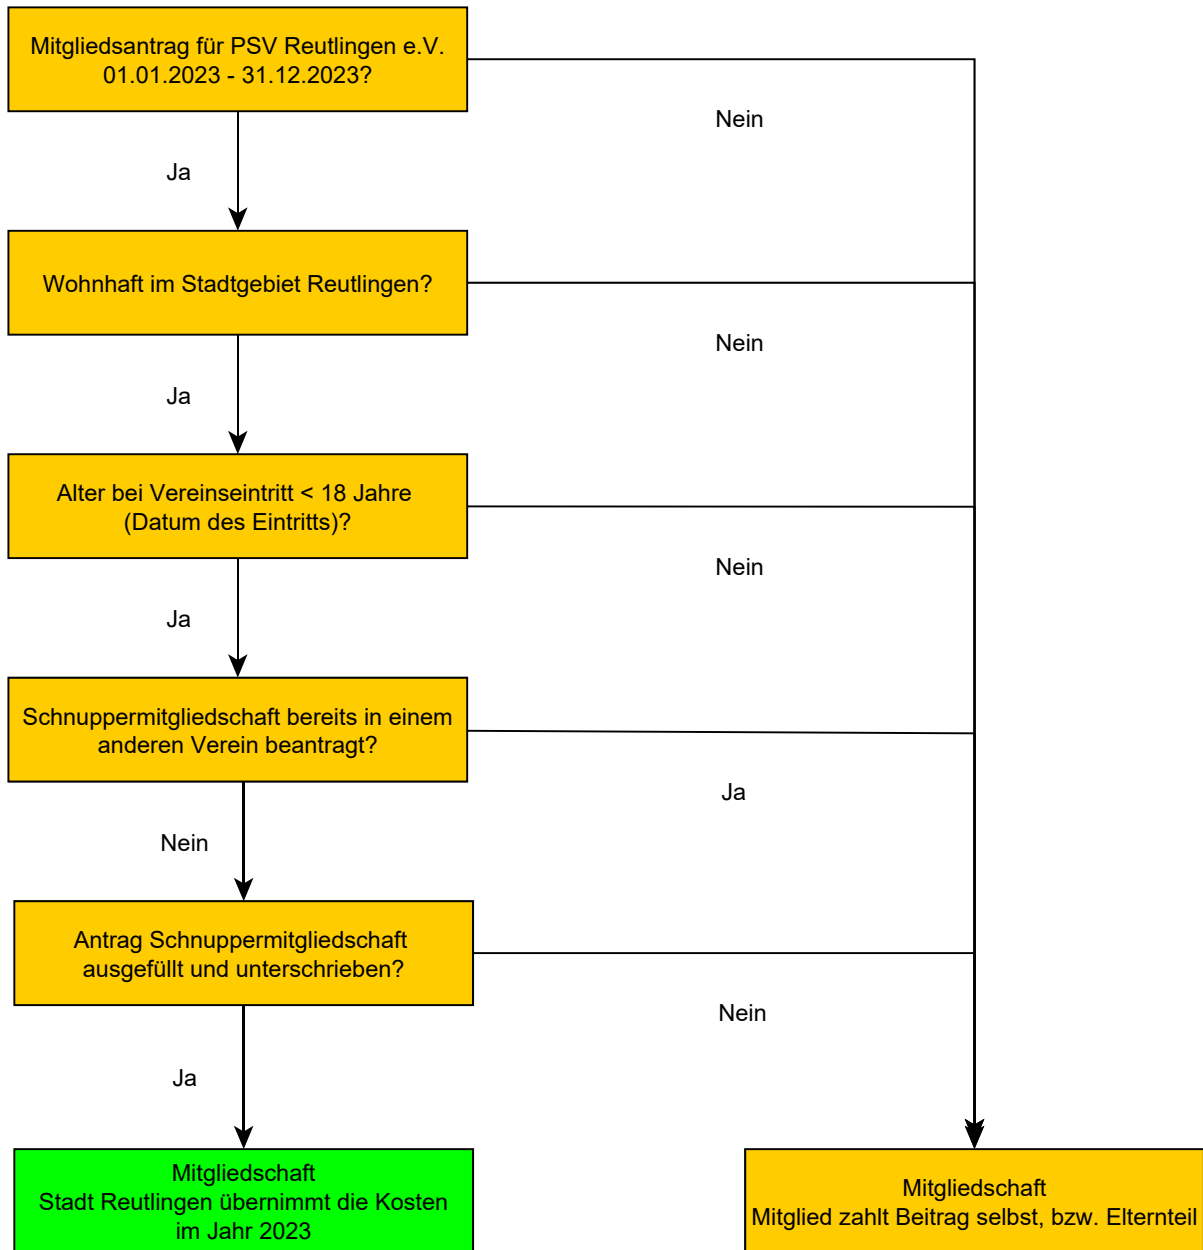 Mitgliedsantrag für PSV Reutlingen e.V.
01.01.2023 - 31.12.2023?
Nein
Ja
Wohnhaft im Stadtgebiet Reutlingen?
Nein
Ja
Alter bei Vereinseintritt < 18 Jahre
(Datum des Eintritts)?
Nein
Ja
Schnuppermitgliedschaft bereits in einem
anderen Verein beantragt?
Ja
Nein
Antrag Schnuppermitgliedschaft
ausgefüllt und unterschrieben?
Nein
Ja
Mitgliedschaft
Stadt Reutlingen übernimmt die Kosten
im Jahr 2023
Mitgliedschaft
Mitglied zahlt Beitrag selbst, bzw. Elternteil